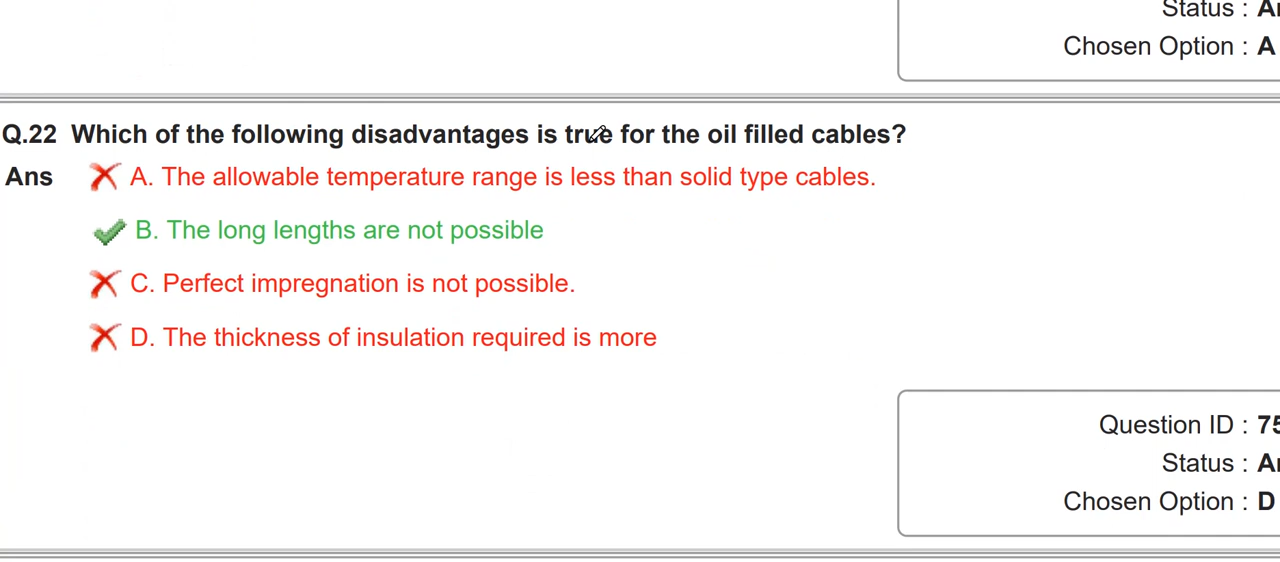 Status :
Chosen Option : A
Q.22 Which of the following disadvantages is true for the oil filled cables?
Ans A. The allowable temperature range is less than solid type cables.
B. The long lengths are not possible
C. Perfect impregnation is not possible.
D. The thickness of insulation required is more
Question ID : 75
Status :
Chosen Option : D